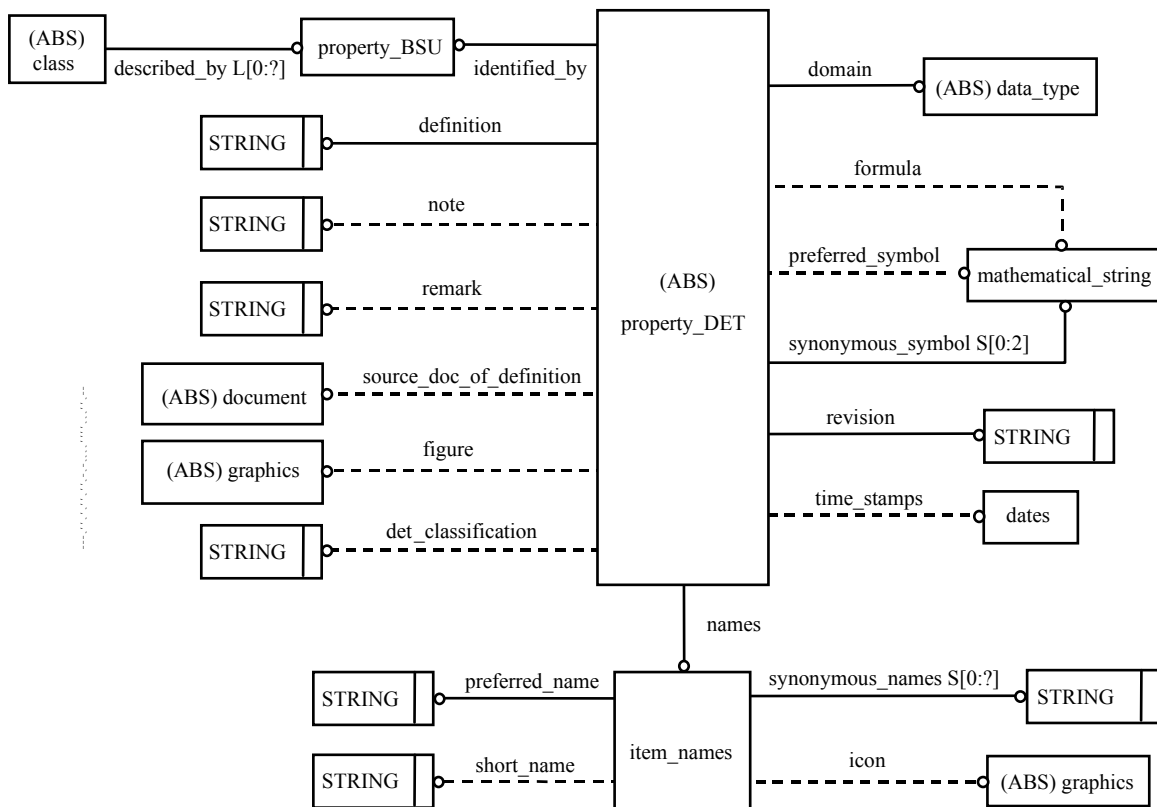 (ABS)
class
described_by L[0:?]
property_BSU
identified_by
domain
(ABS) data_type
STRING
definition
formula
STRING
note
preferred_symbol
mathematical_string
(ABS)
property_DET
STRING
remark
synonymous_symbol S[0:2]
(ABS) document
source_doc_of_definition
revision
STRING
(ABS) graphics
figure
time_stamps
dates
STRING
det_classification
names
STRING
preferred_name
synonymous_names S[0:?]
STRING
item_names
STRING
short_name
icon
(ABS) graphics